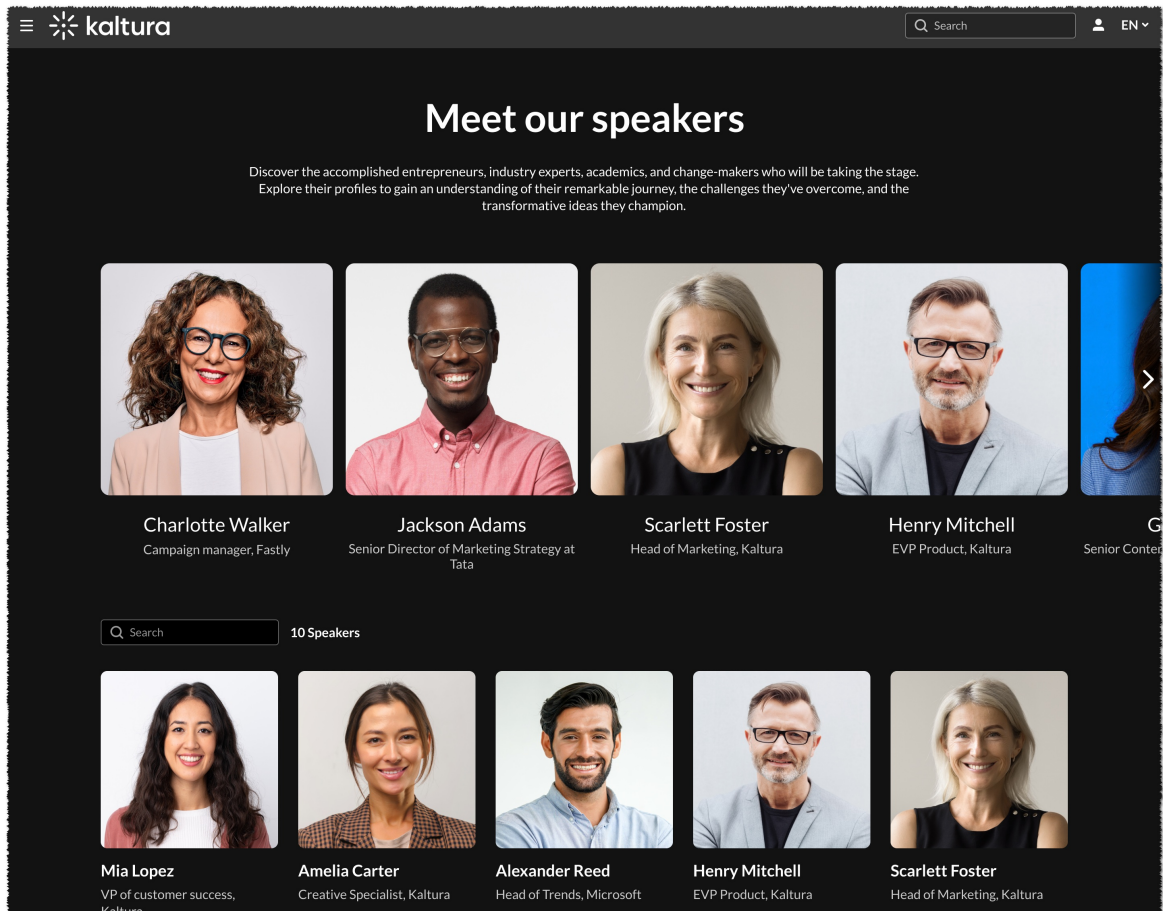 kaltura
Search
EN
Meet our speakers
Discover the accomplished entrepreneurs, industry experts, academics, and change-makers who will be taking the stage.
Explore their profiles to gain an understanding of their remarkable journey, the challenges they've overcome, and the
transformative ideas they champion.
Charlotte Walker
Campaign manager, Fastly
Jackson Adams
Senior Director of Marketing Strategy at
Tata
Scarlett Foster
Head of Marketing, Kaltura
Henry Mitchell
EVP Product, Kaltura
G
Senior Conten
Search
10 Speakers
Mia Lopez
VP of customer success,
Kaltura
Amelia Carter
Creative Specialist, Kaltura
Alexander Reed
Head of Trends, Microsoft
Henry Mitchell
EVP Product, Kaltura
Scarlett Foster
Head of Marketing, Kaltura